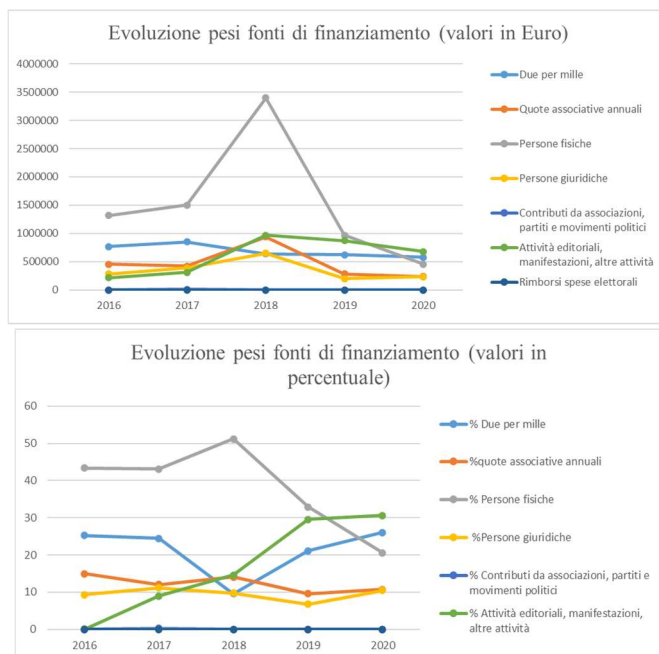 Evoluzione pesi fonti di finanziamento (valori in Euro)
4000000
3500000
3000000
2500000
2000000
1500000
1000000
500000
0
2016 2017 2018 2019 2020
Due per mille
Quote associative annuali
Persone fisiche
Persone giuridiche
Contributi da associazioni,
partiti e movimenti politici
Attività editoriali,
manifestazioni, altre attività
Rimborsi spese elettorali
Evoluzione pesi fonti di finanziamento (valori in
percentuale)
60
50
40
30
20
10
0
2016 2017 2018 2019 2020
% Due per mille
%quote associative annuali
% Persone fisiche
%Persone giuridiche
% Contributi da associazioni, partiti e
movimenti politici
% Attività editoriali, manifestazioni,
altre attività